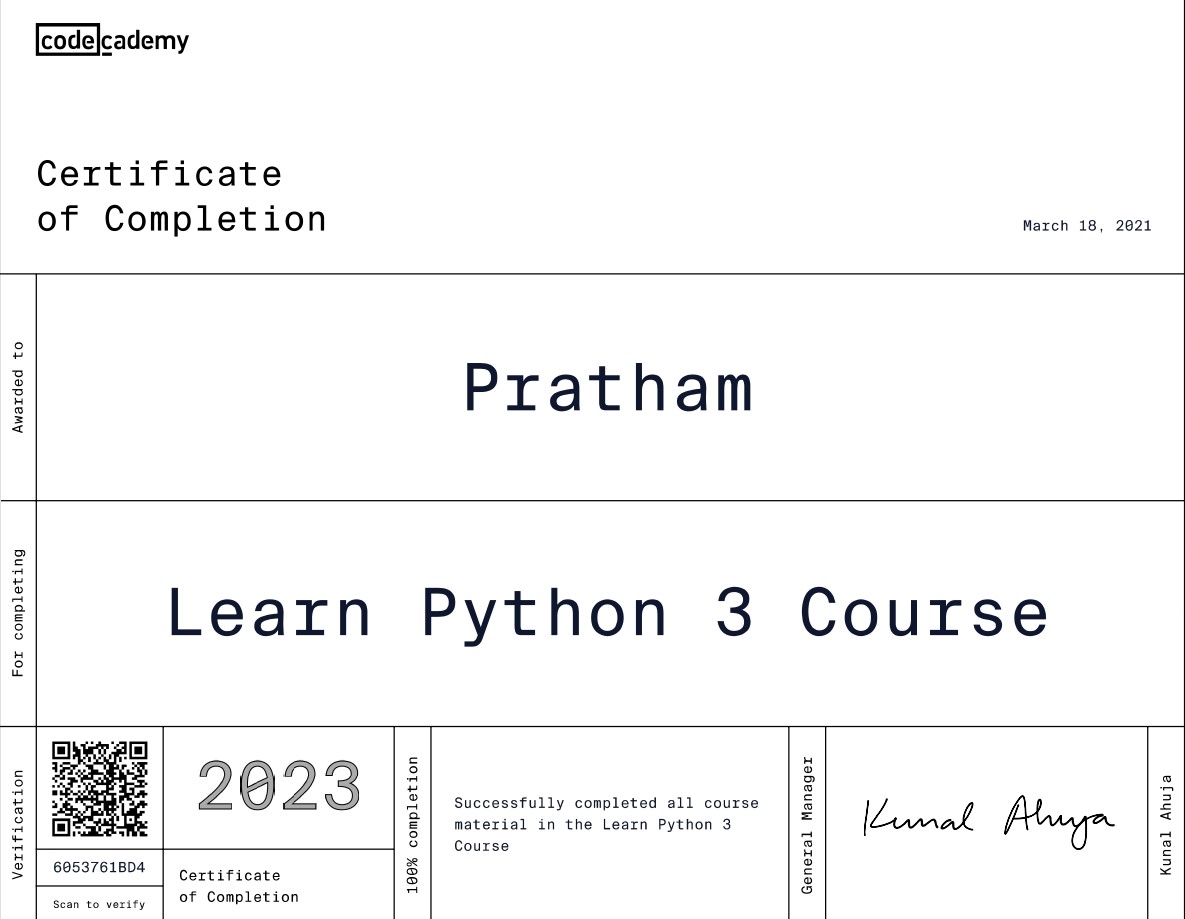 codecademy
Certificate
of Completion
March 18, 2021
Awarded to
Pratham
For completing
Learn Python 3 Course
Verification
6053761BD4
Scan to verify
2023
Certificate
of Completion
100% completion
Successfully completed all course
material in the Learn Python 3
Course
General Manager
Kunal Ahuja
Kunal Ahuja